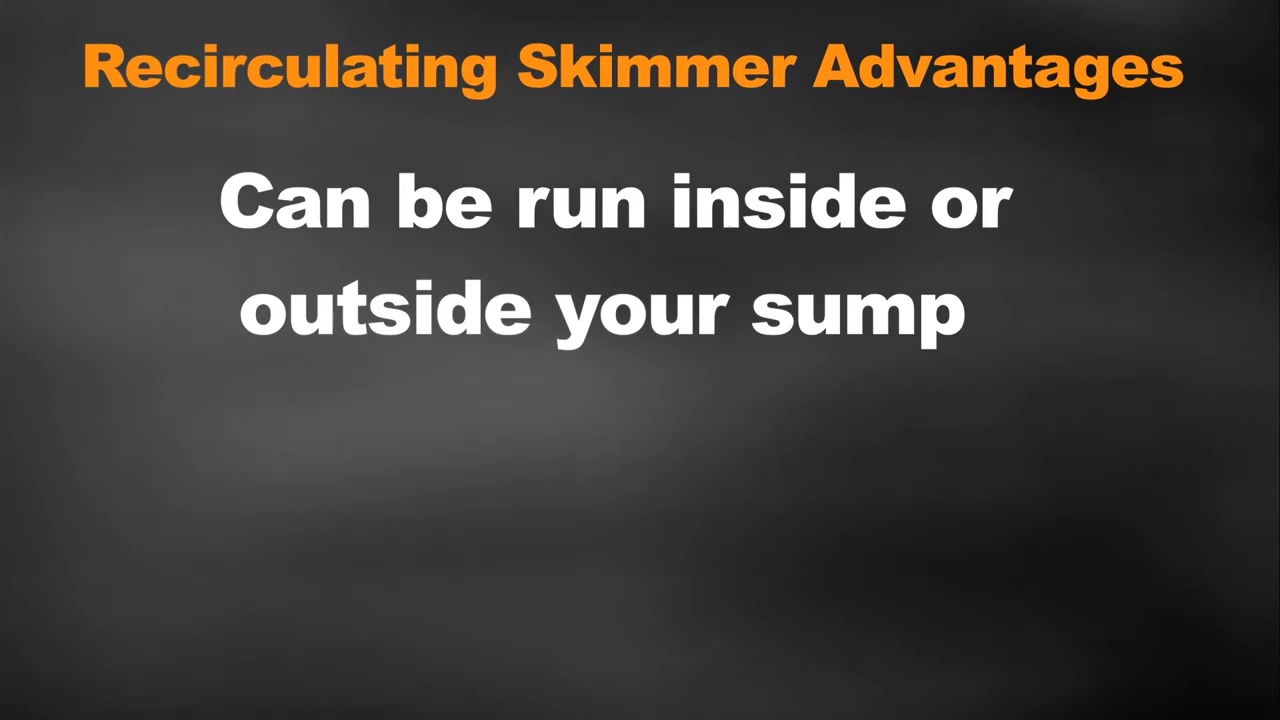 Recirculating Skimmer Advantages
Can be run inside or
outside your sump